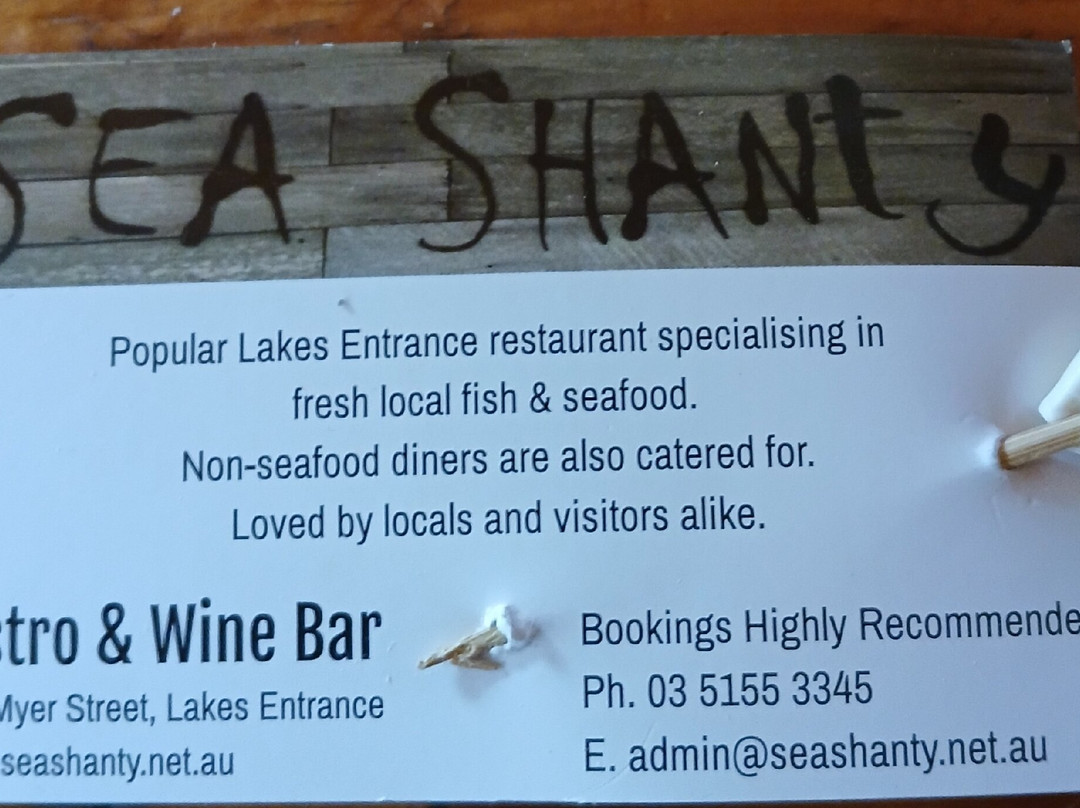 SEA SHANty
Popular Lakes Entrance restaurant specialising in
fresh local fish & seafood.
Non-seafood diners are also catered for.
Loved by locals and visitors alike.
stro & Wine Bar
Myer Street, Lakes Entrance
seashanty.net.au
Bookings Highly Recommende
Ph. 03 5155 3345
E. admin@seashanty.net.au